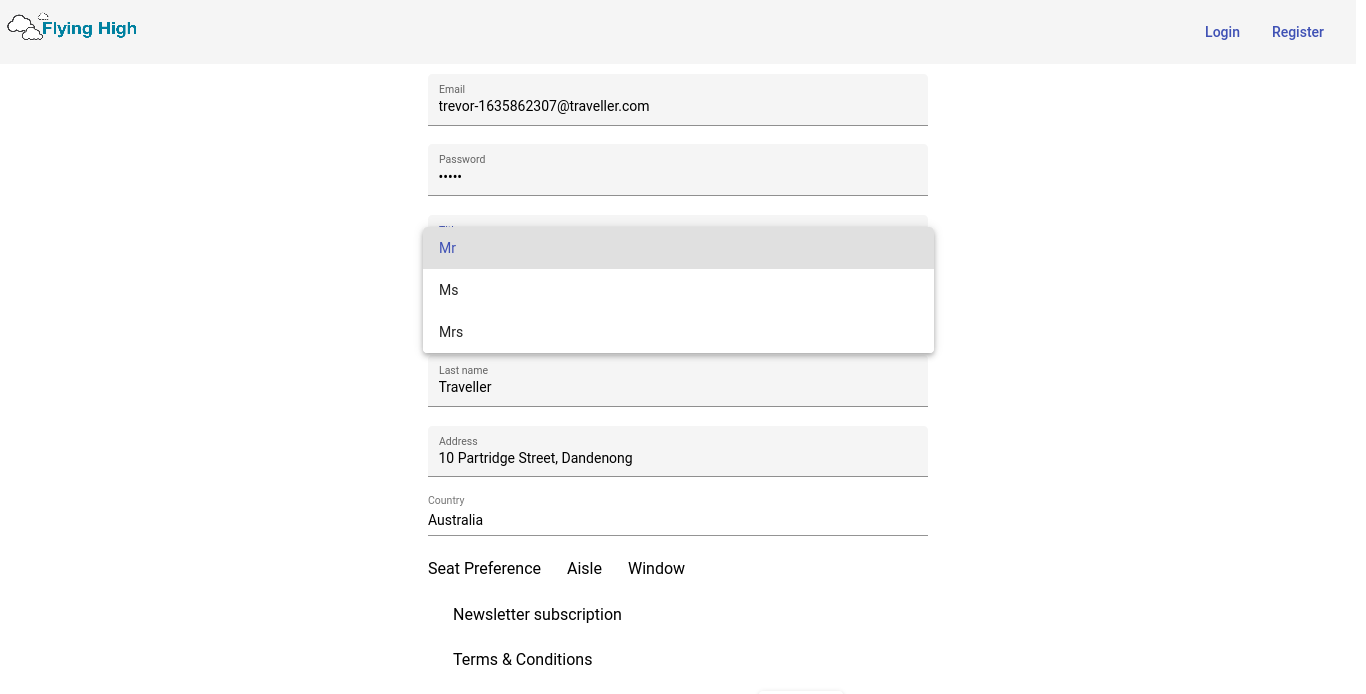 Flying High
Login
Register
Email
trevor-1635862307@traveller.com
Password
•••••
Mr
Ms
Mrs
Last name
Traveller
Address
10 Partridge Street, Dandenong
Country
Australia
Seat Preference Aisle Window
Newsletter subscription
Terms & Conditions